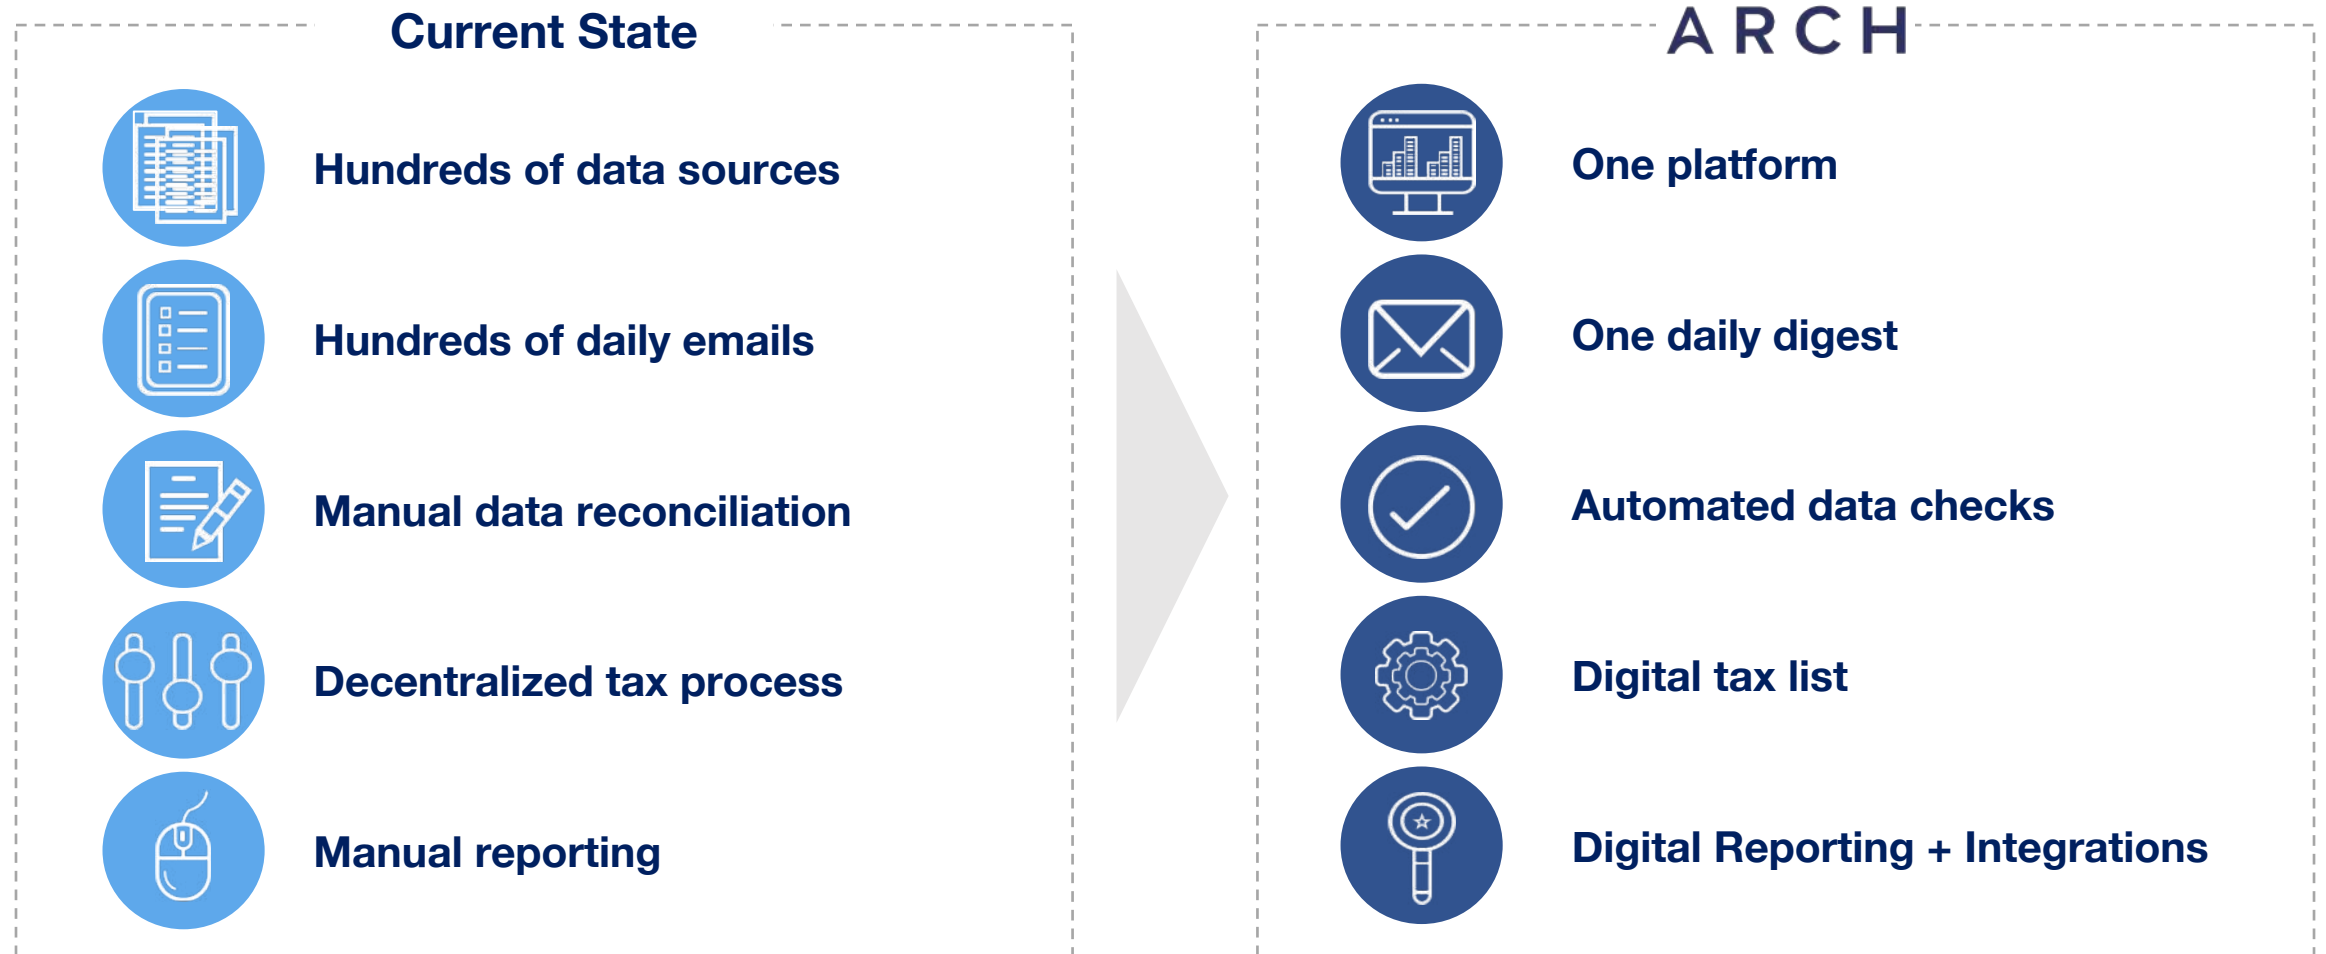 Current State
Hundreds of data sources
Hundreds of daily emails
Manual data reconciliation
Decentralized tax process
Manual reporting
ARCH
One platform
One daily digest
Automated data checks
Digital tax list
Digital Reporting + Integrations